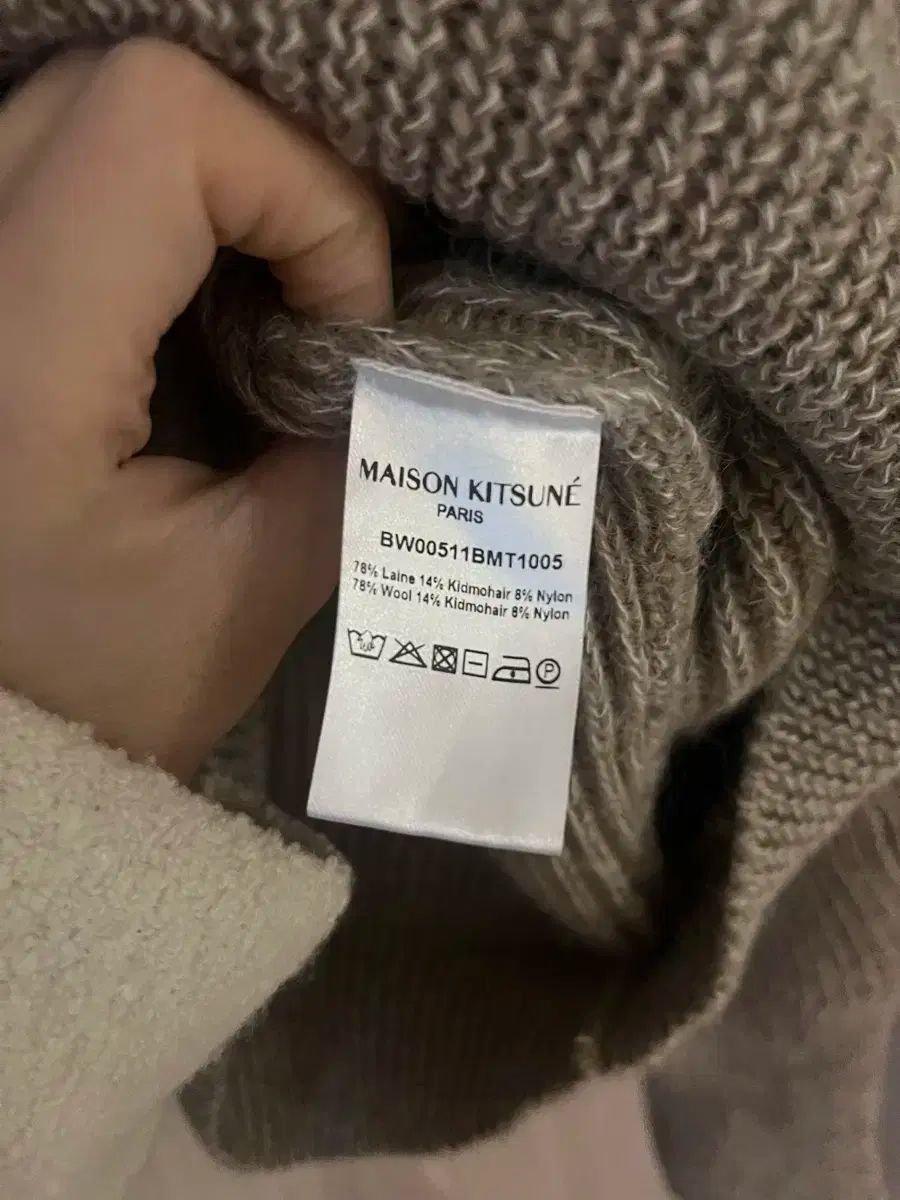 MAISON KITSUNÉ
PARIS
BW00511BMT1005
78% Laine 14% Kidmohair 8% Nylon
78% Wool 14% Kidmohair 8% Nylon
P